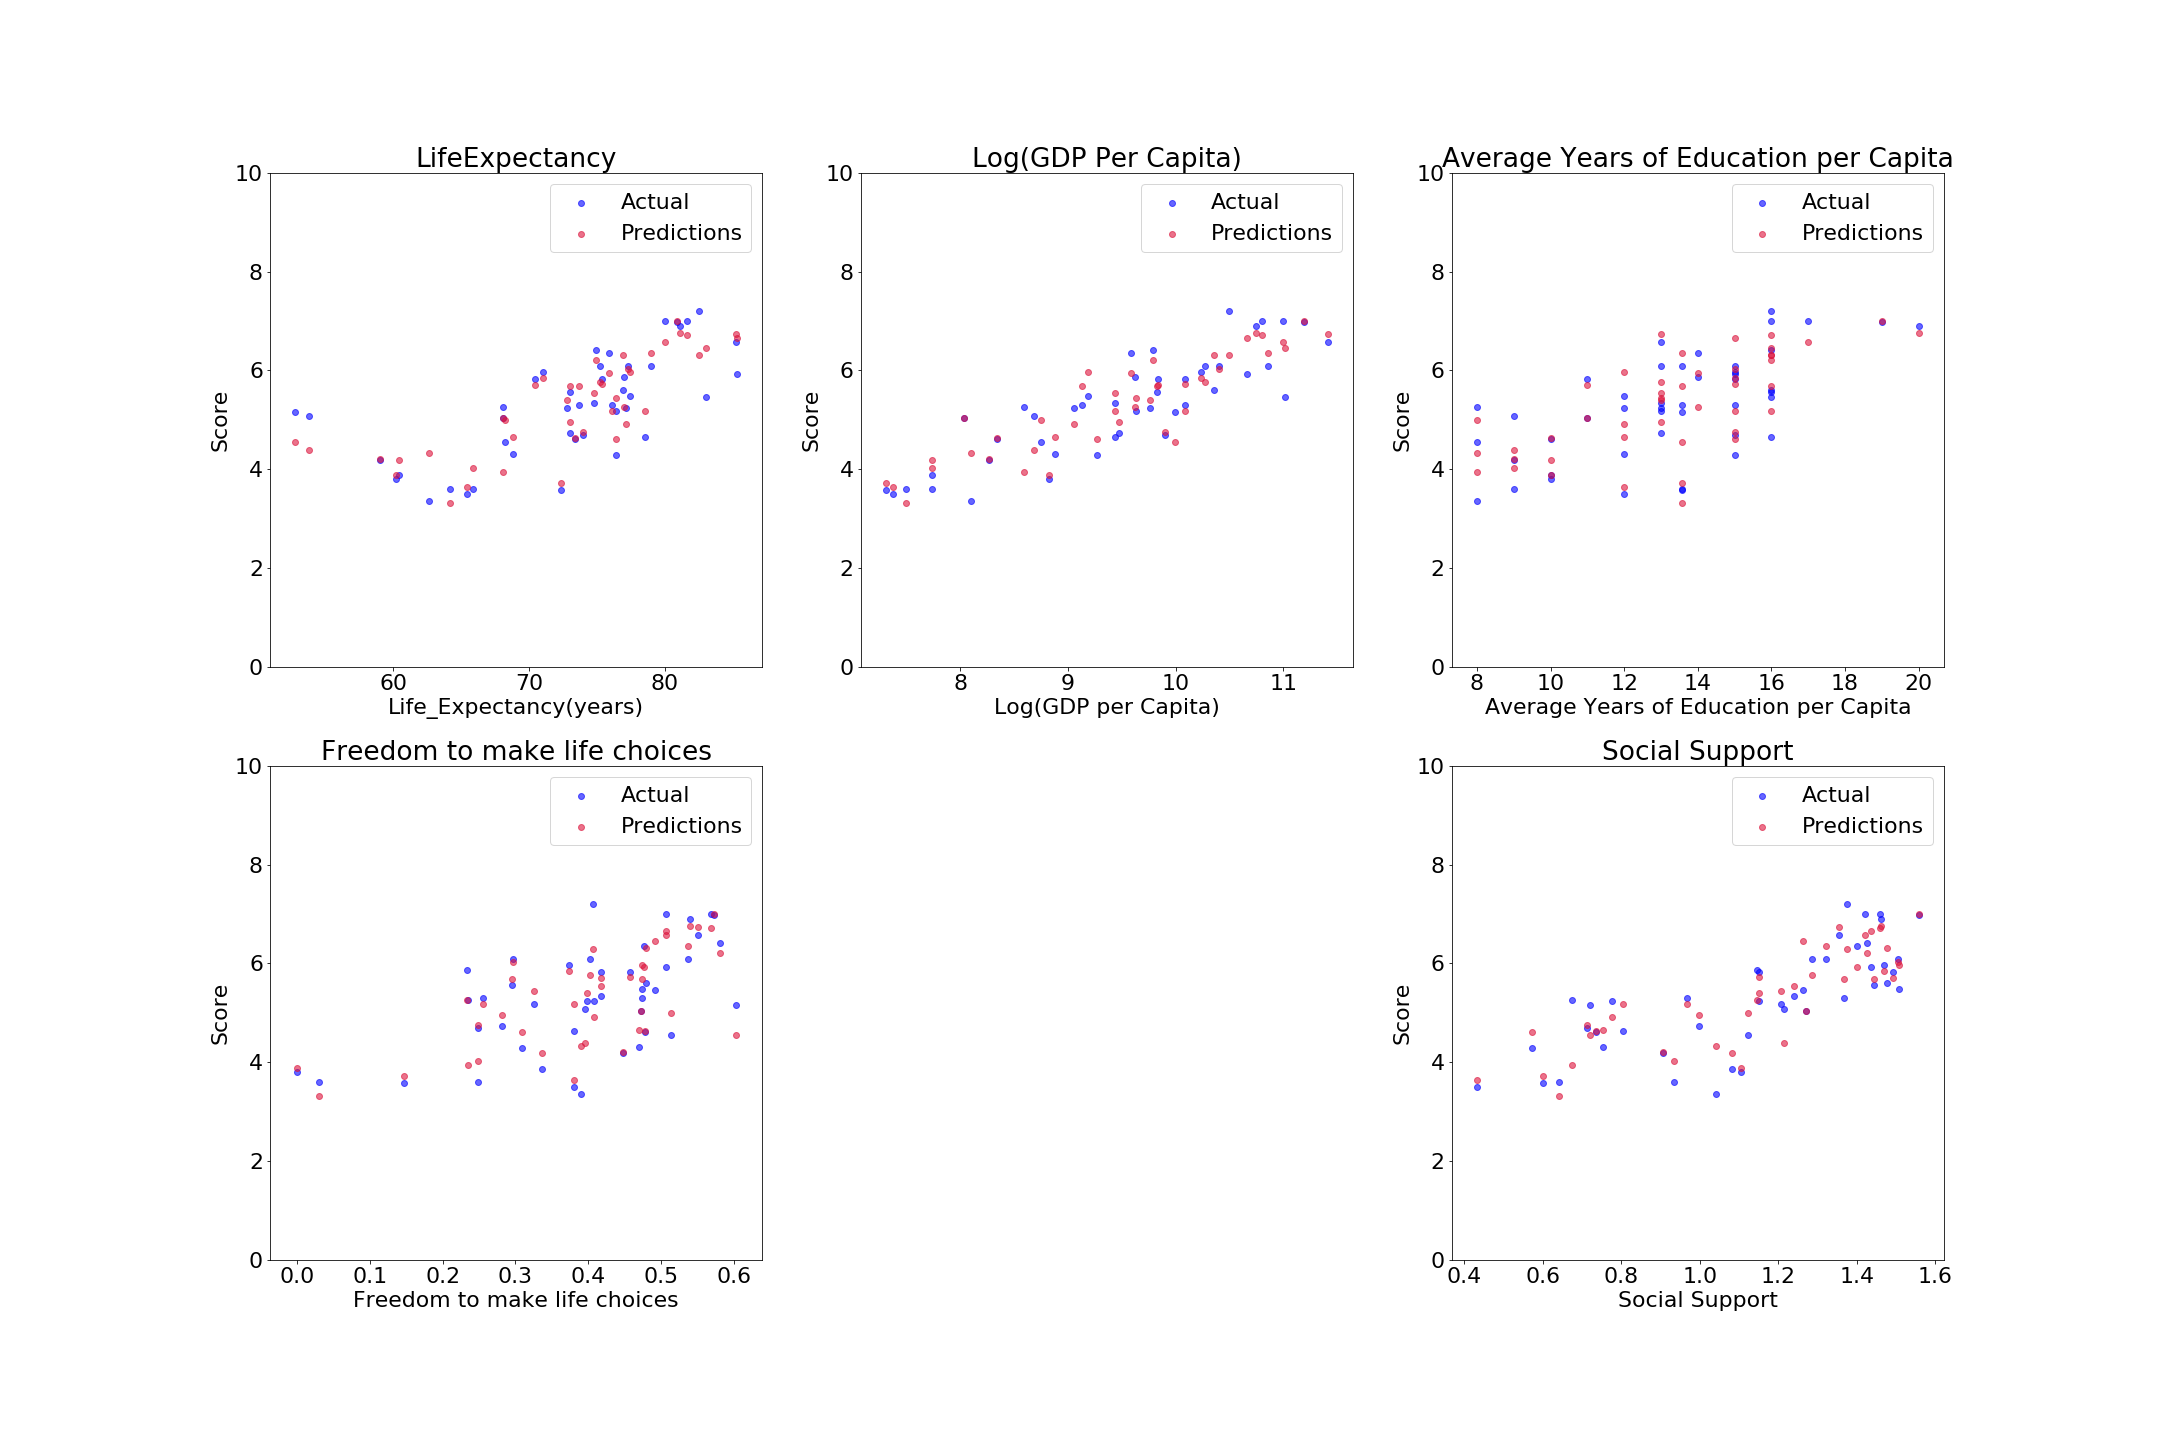 LifeExpectancy
10
8
6
4
2
0
Score
Actual
Predictions
60 70 80
Life_Expectancy(years)
Log(GDP Per Capita)
10
8
6
4
2
0
Score
Actual
Predictions
8 9 10 11
Log(GDP per Capita)
Average Years of Education per Capita
10
8
6
4
2
0
Score
Actual
Predictions
8 10 12 14 16 18 20
Average Years of Education per Capita
Freedom to make life choices
10
8
6
4
2
0
Score
Actual
Predictions
0.0 0.1 0.2 0.3 0.4 0.5 0.6
Freedom to make life choices
Social Support
10
8
6
4
2
0
Score
Actual
Predictions
0.4 0.6 0.8 1.0 1.2 1.4 1.6
Social Support